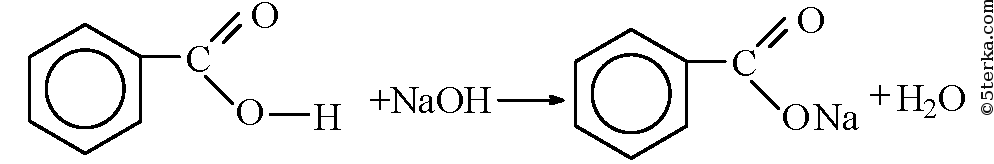 C
O
O—H
+NaOH
C
O
ONa
+H₂O
©5terka.com